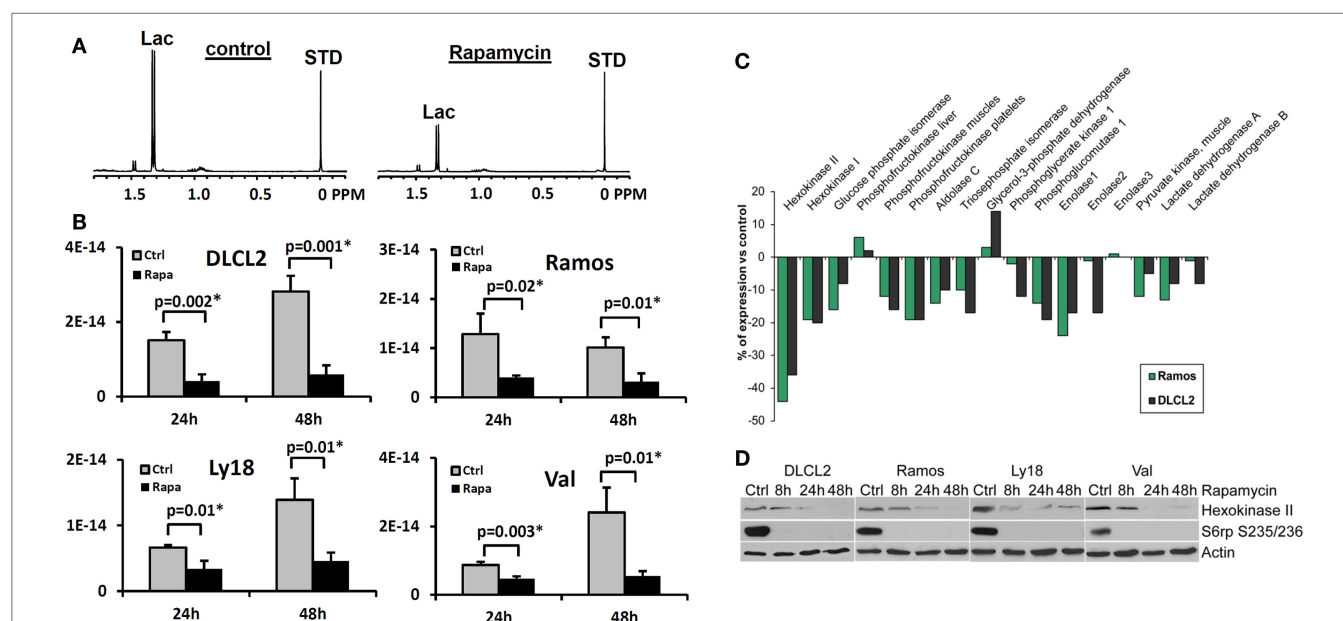 A
Lac
control
STD
1.5
1.0
0.5
0 PPM
Rapamycin
Lac
STD
1.5
1.0
0.5
0 PPM
B
4E-14
2E-14
0
Ctrl
Rapa
DLCL2
p=0.002*
p=0.001*
24h
48h
3E-14
2E-14
1E-14
0
Ctrl
Rapa
Ramos
p=0.02*
p=0.01*
24h
48h
2E-14
1E-14
0
Ctrl
Rapa
Ly18
p=0.01*
p=0.01*
24h
48h
4E-14
2E-14
0
Ctrl
Rapa
Val
p=0.003*
p=0.01*
24h
48h
C
Hexokinase II
Hexokinase I
Glucose phosphate isomerase
Phosphofructokinase liver
Phosphofructokinase muscles
Phosphofructokinase platelets
Aldolase C
Triosephosphate isomerase
Glycerol-3-phosphate dehydrogenase
Phosphoglycerate kinase 1
Phosphoglucomutase 1
Enolase1
Enolase2
Enolase3
Pyruvate kinase, muscle
Lactate dehydrogenase A
Lactate dehydrogenase B
% of expression vs control
20
10
0
-10
-20
-30
-40
-50
Ramos
DLCL2
D
DLCL2 Ramos Ly18 Val
Ctrl 8h 24h 48h Ctrl 8h 24h 48h Ctrl 8h 24h 48h Ctrl 8h 24h 48h Rapamycin
Hexokinase II
S6rp S235/236
Actin